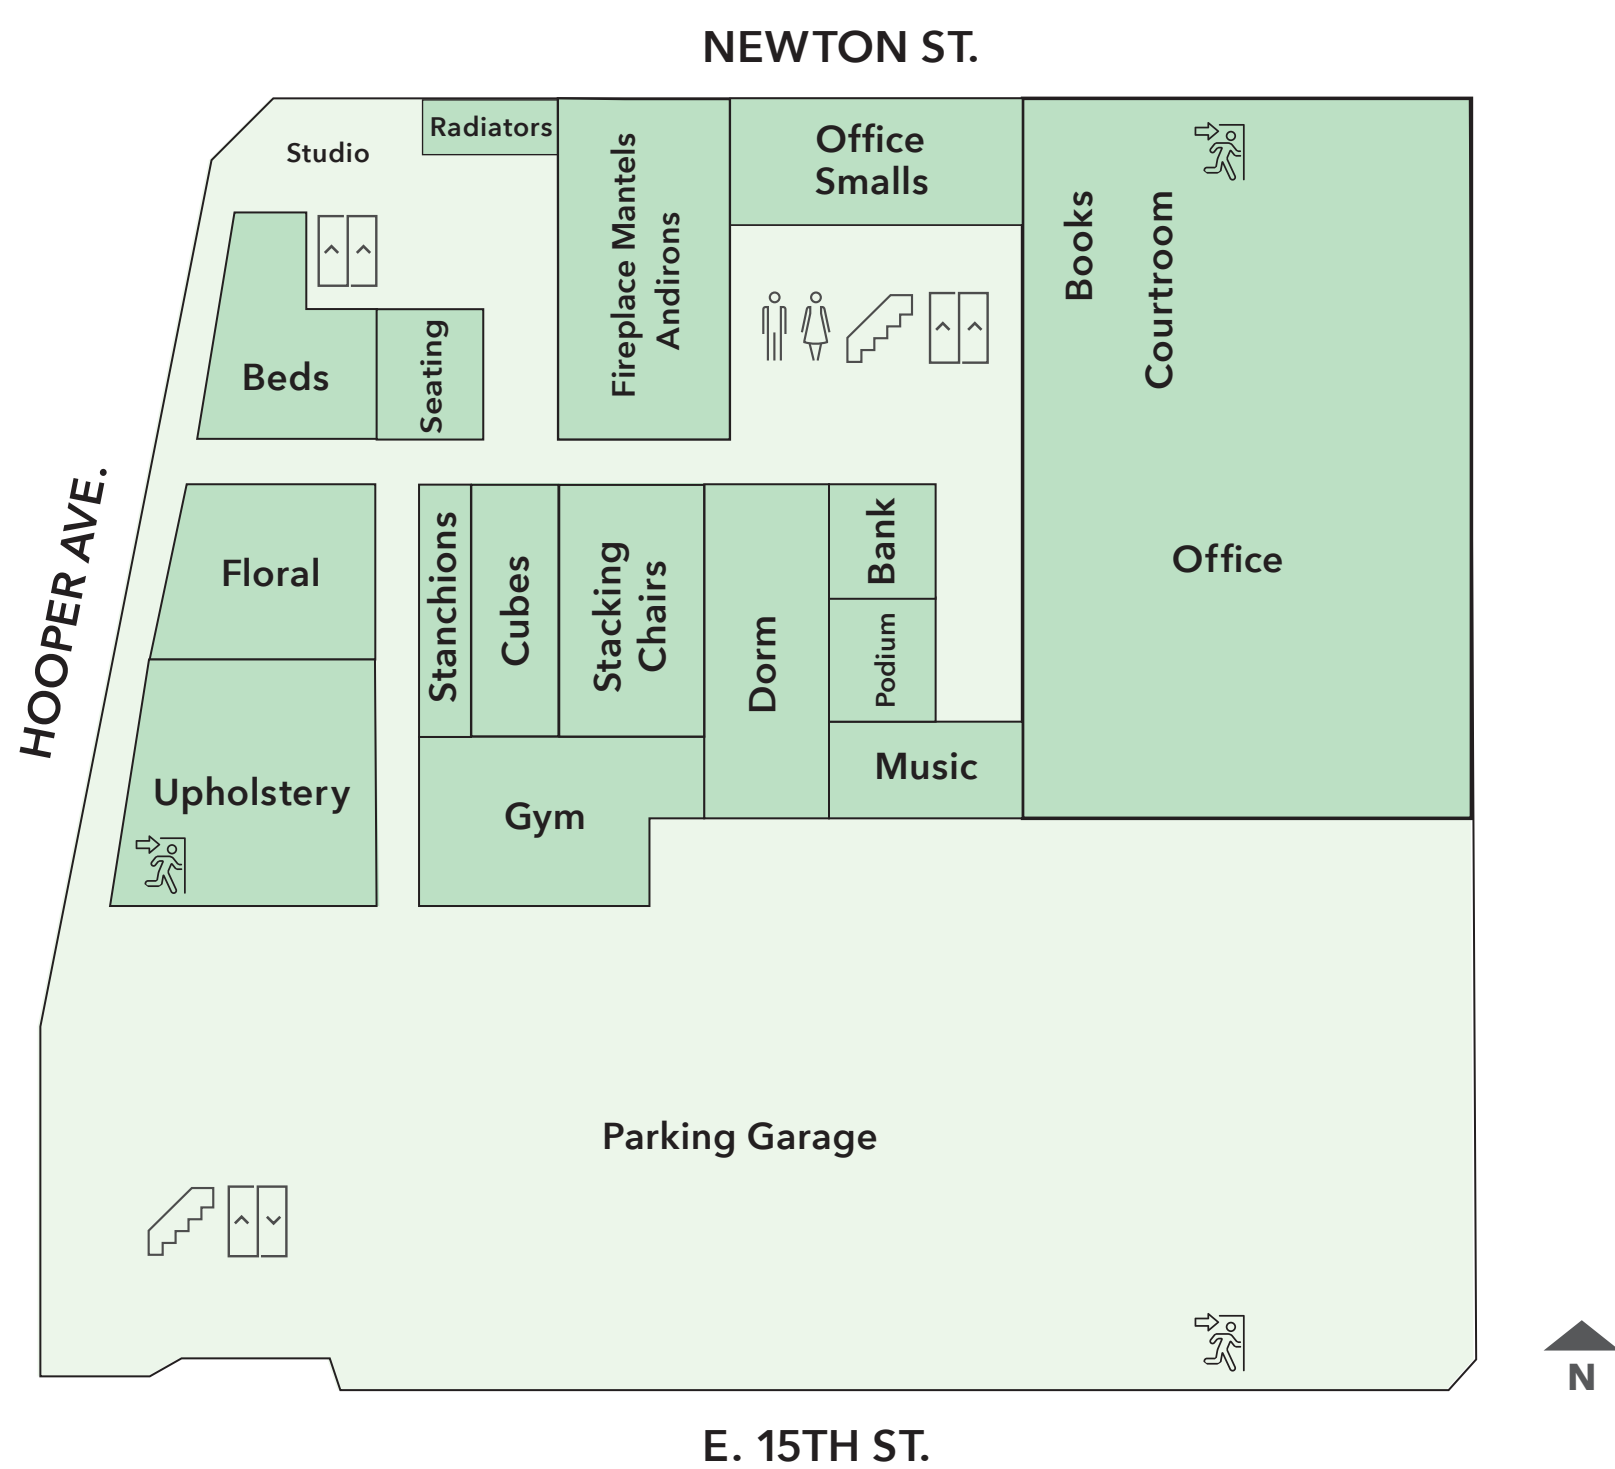 NEWTON ST.
Radiators
Studio
Office
Smalls
Fireplace Mantels
Andirons
Books
Courtroom
Beds
Seating
HOOPER AVE.
Floral
Stanchions
Cubes
Stacking
Chairs
Dorm
Bank
Podium
Office
Upholstery
Gym
Music
Parking Garage
N
E. 15TH ST.